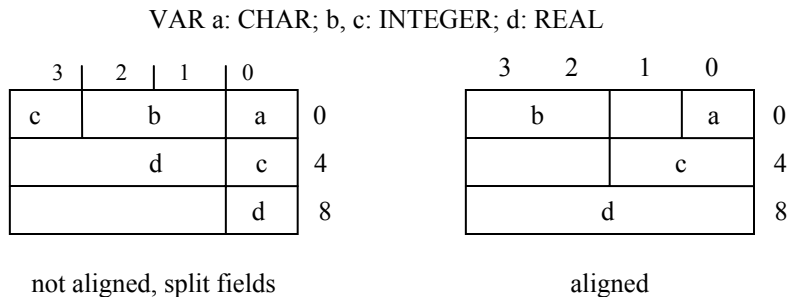 VAR a: CHAR; b, c: INTEGER; d: REAL
3 2 1 0
c b a 0
d c 4
d 8
not aligned, split fields
3 2 1 0
b a 0
c 4
d 8
aligned